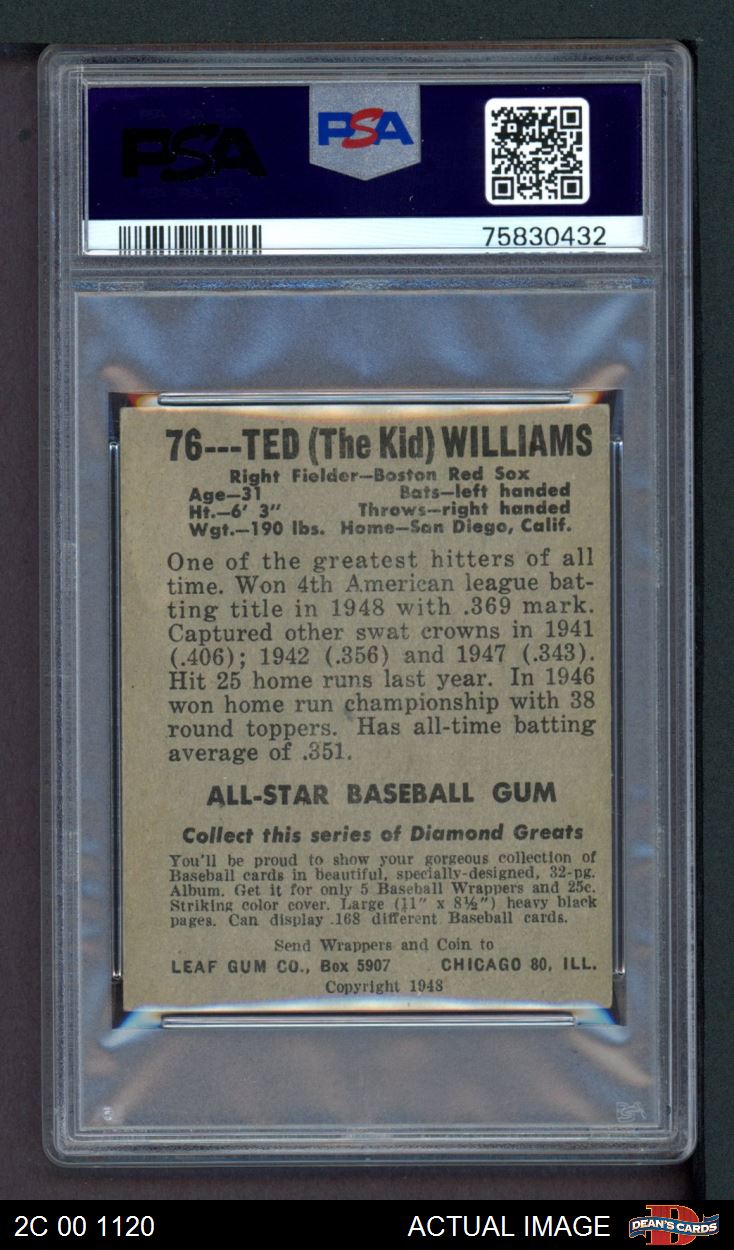 PSA
PSA
75830432
76---TED (The Kid) WILLIAMS
Right Fielder—Boston Red Sox
Age—31 Bats—left handed
Ht.—6' 3" Throws—right handed
Wgt.—190 lbs. Home—San Diego, Calif.
One of the greatest hitters of all
time. Won 4th American league bat-
ting title in 1948 with .369 mark.
Captured other swat crowns in 1941
(.406); 1942 (.356) and 1947 (.343).
Hit 25 home runs last year. In 1946
won home run championship with 38
round toppers. Has all-time batting
average of .351.
ALL-STAR BASEBALL GUM
Collect this series of Diamond Greats
You'll be proud to show your gorgeous collection of
Baseball cards in beautiful, specially-designed, 32-pg.
Album. Get it for only 5 Baseball Wrappers and 25c.
Striking color cover. Large (11" x 8½") heavy black
pages. Can display .168 different Baseball cards.
Send Wrappers and Coin to
LEAF GUM CO., Box 5907 CHICAGO 80, ILL.
Copyright 1948
2C 00 1120 ACTUAL IMAGE DEAN'S CARDS